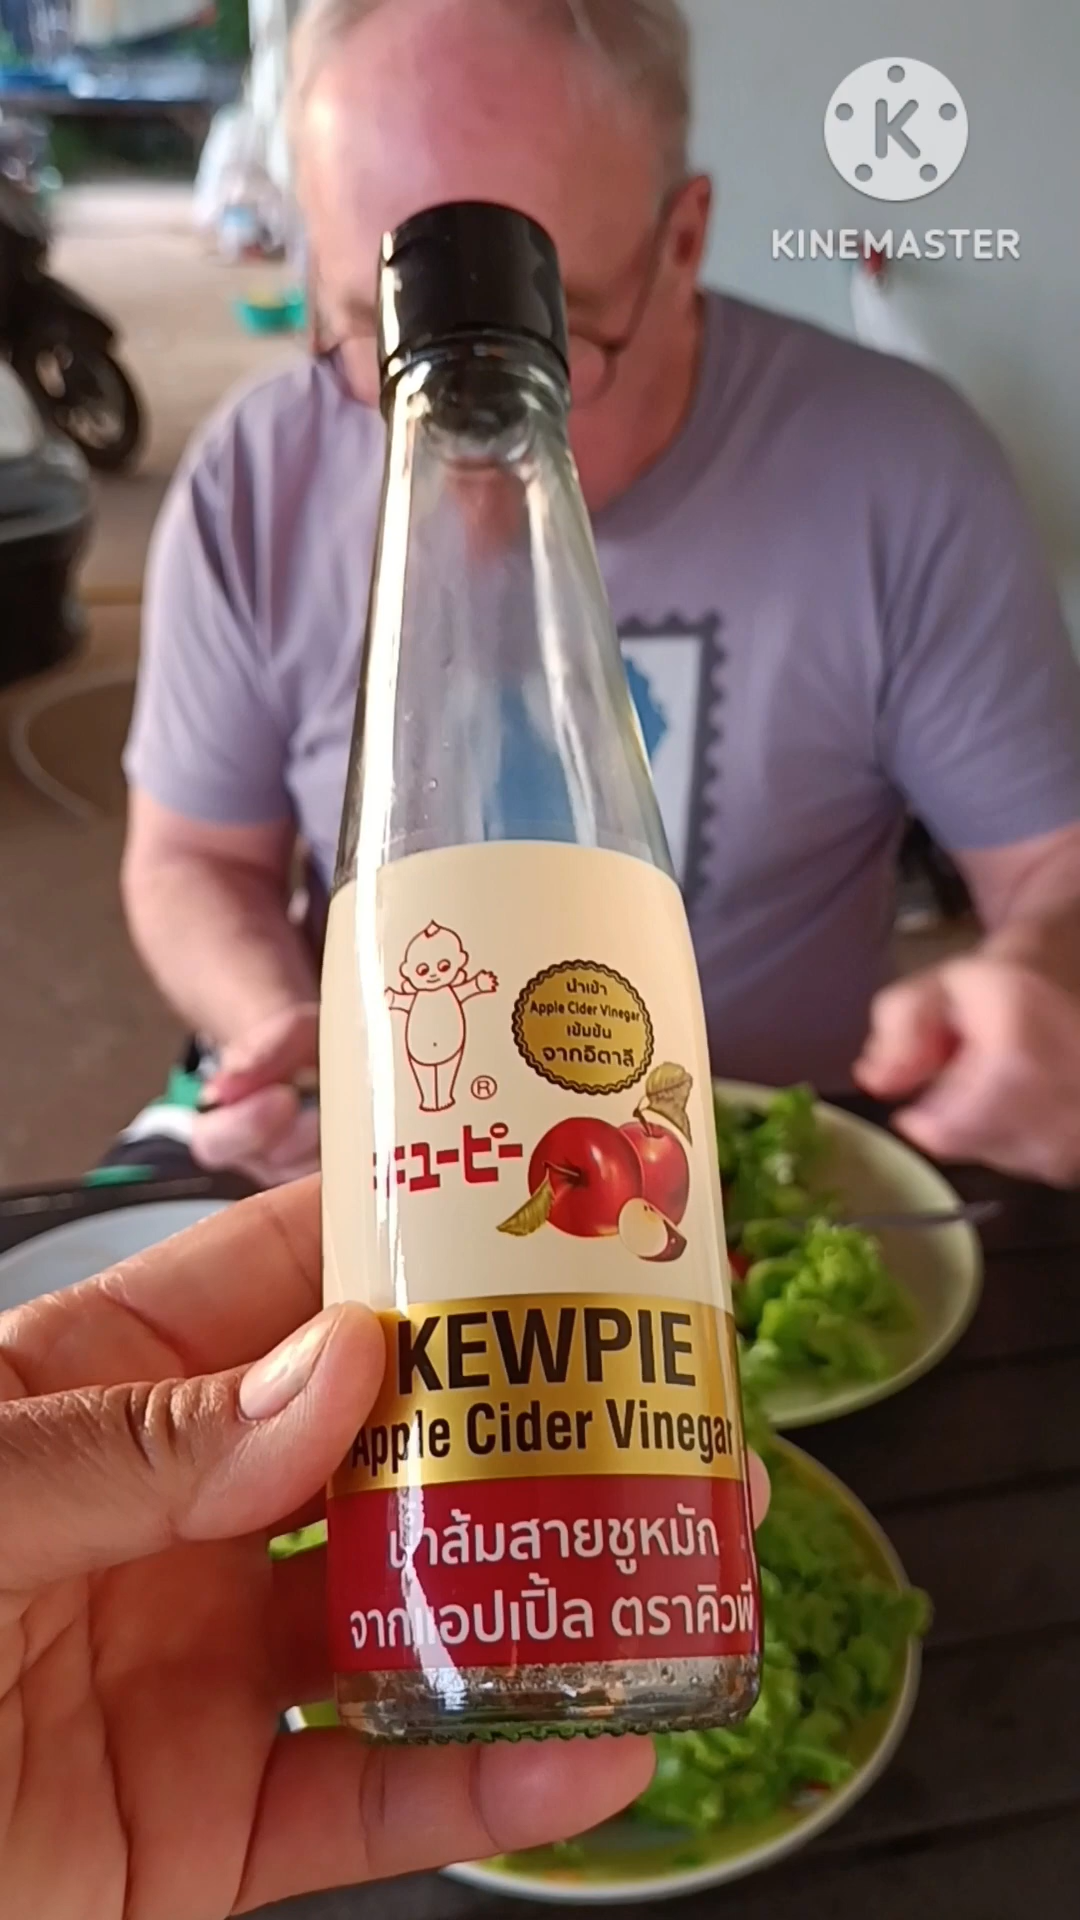 K
KINEMASTER
นำเข้า
Apple Cider Vinegar
เข้มข้น
จากอิตาลี
®
キユーピー
KEWPIE
Apple Cider Vinegar
น้ำส้มสายชูหมัก
จากแอปเปิ้ล ตราคิวพี